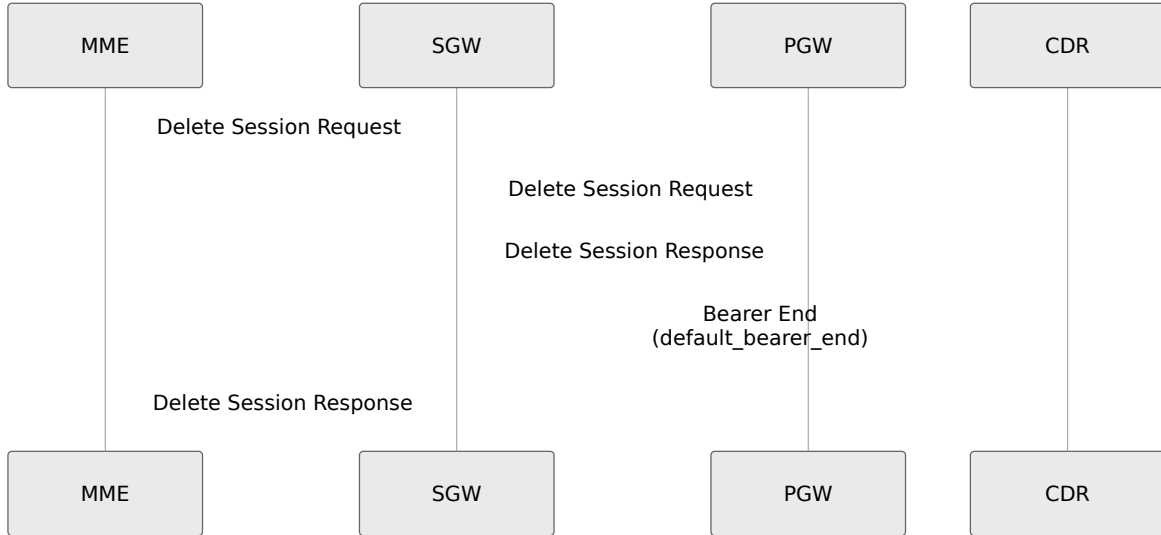 MME
SGW
PGW
CDR
Delete Session Request
Delete Session Request
Delete Session Response
Bearer End
(default_bearer_end)
Delete Session Response
MME
SGW
PGW
CDR